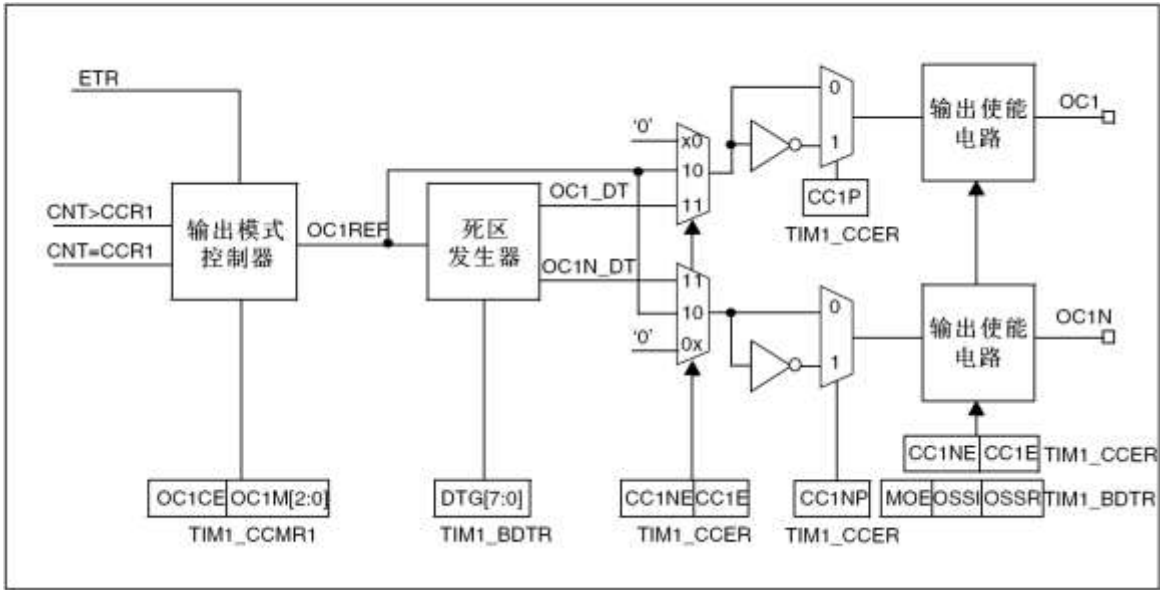 ETR
CNT>CCR1
CNT=CCR1
输出模式
控制器
OC1REF
OC1CE OC1M[2:0]
TIM1_CCMR1
死区
发生器
OC1_DT
OC1N_DT
DTG[7:0]
TIM1_BDTR
'0'
x0
10
11
11
10
0x
'0'
CC1NE CC1E
TIM1_CCER
0
1
CC1P
TIM1_CCER
0
1
CC1NP
TIM1_CCER
输出使能
电路
OC1
输出使能
电路
OC1N
CC1NE CC1E TIM1_CCER
MOE OSSI OSSR TIM1_BDTR